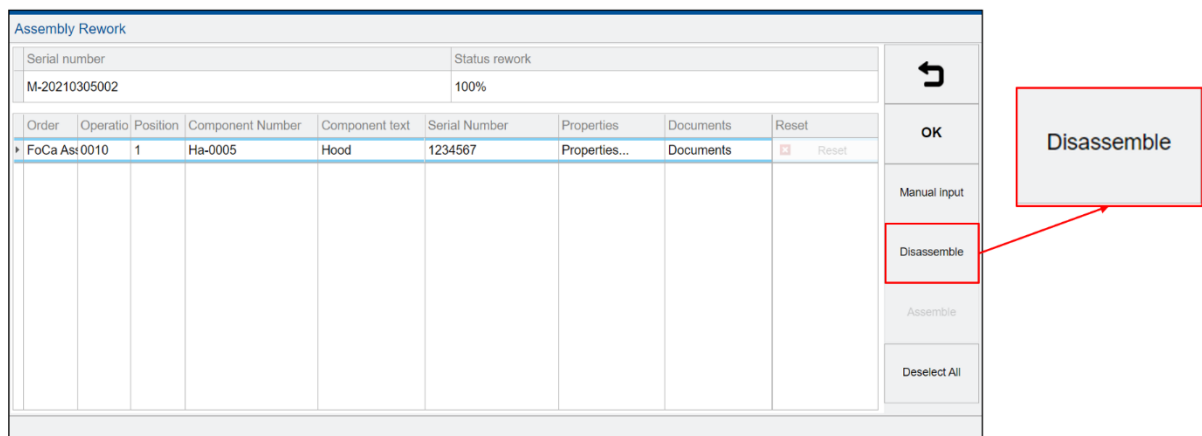 Assembly Rework
Serial number Status rework
M-20210305002 100%
Order Operatio Position Component Number Component text Serial Number Properties Documents Reset
FoCa Ass 0010 1 Ha-0005 Hood 1234567 Properties... Documents Reset
OK
Manual input
Disassemble
Assemble
Deselect All
Disassemble